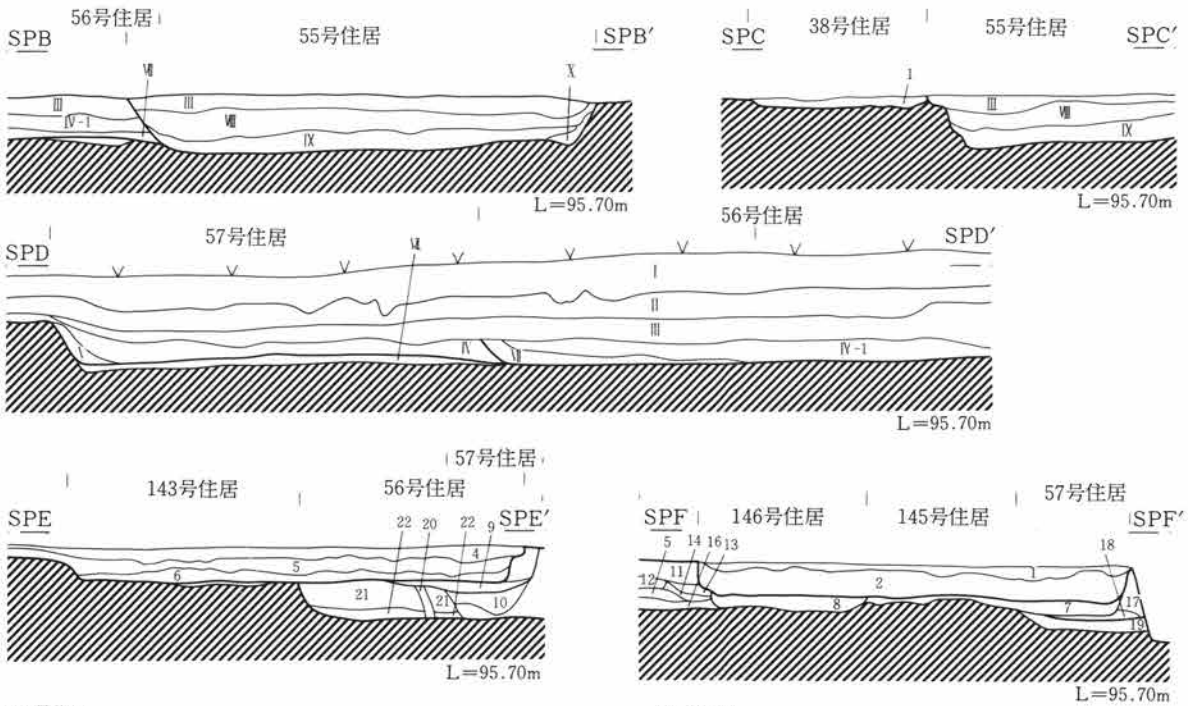 56号住居
SPB 55号住居 SPB′
Ⅶ Ⅹ
Ⅲ Ⅲ
Ⅳ-1 Ⅷ
Ⅸ
L=95.70m
38号住居 55号住居
SPC SPC′
1
Ⅲ Ⅷ
Ⅸ
L=95.70m
57号住居 56号住居
SPD SPD′
Ⅰ
Ⅱ
Ⅲ
Ⅳ Ⅶ Ⅳ-1
L=95.70m
57号住居
143号住居 56号住居
SPE SPE′
22 20 22 9
4
5
6
21 21 10
L=95.70m
57号住居
146号住居 145号住居
SPF SPF′
5 14 16 13 18
12 11 1
2
8 7 17
19
L=95.70m